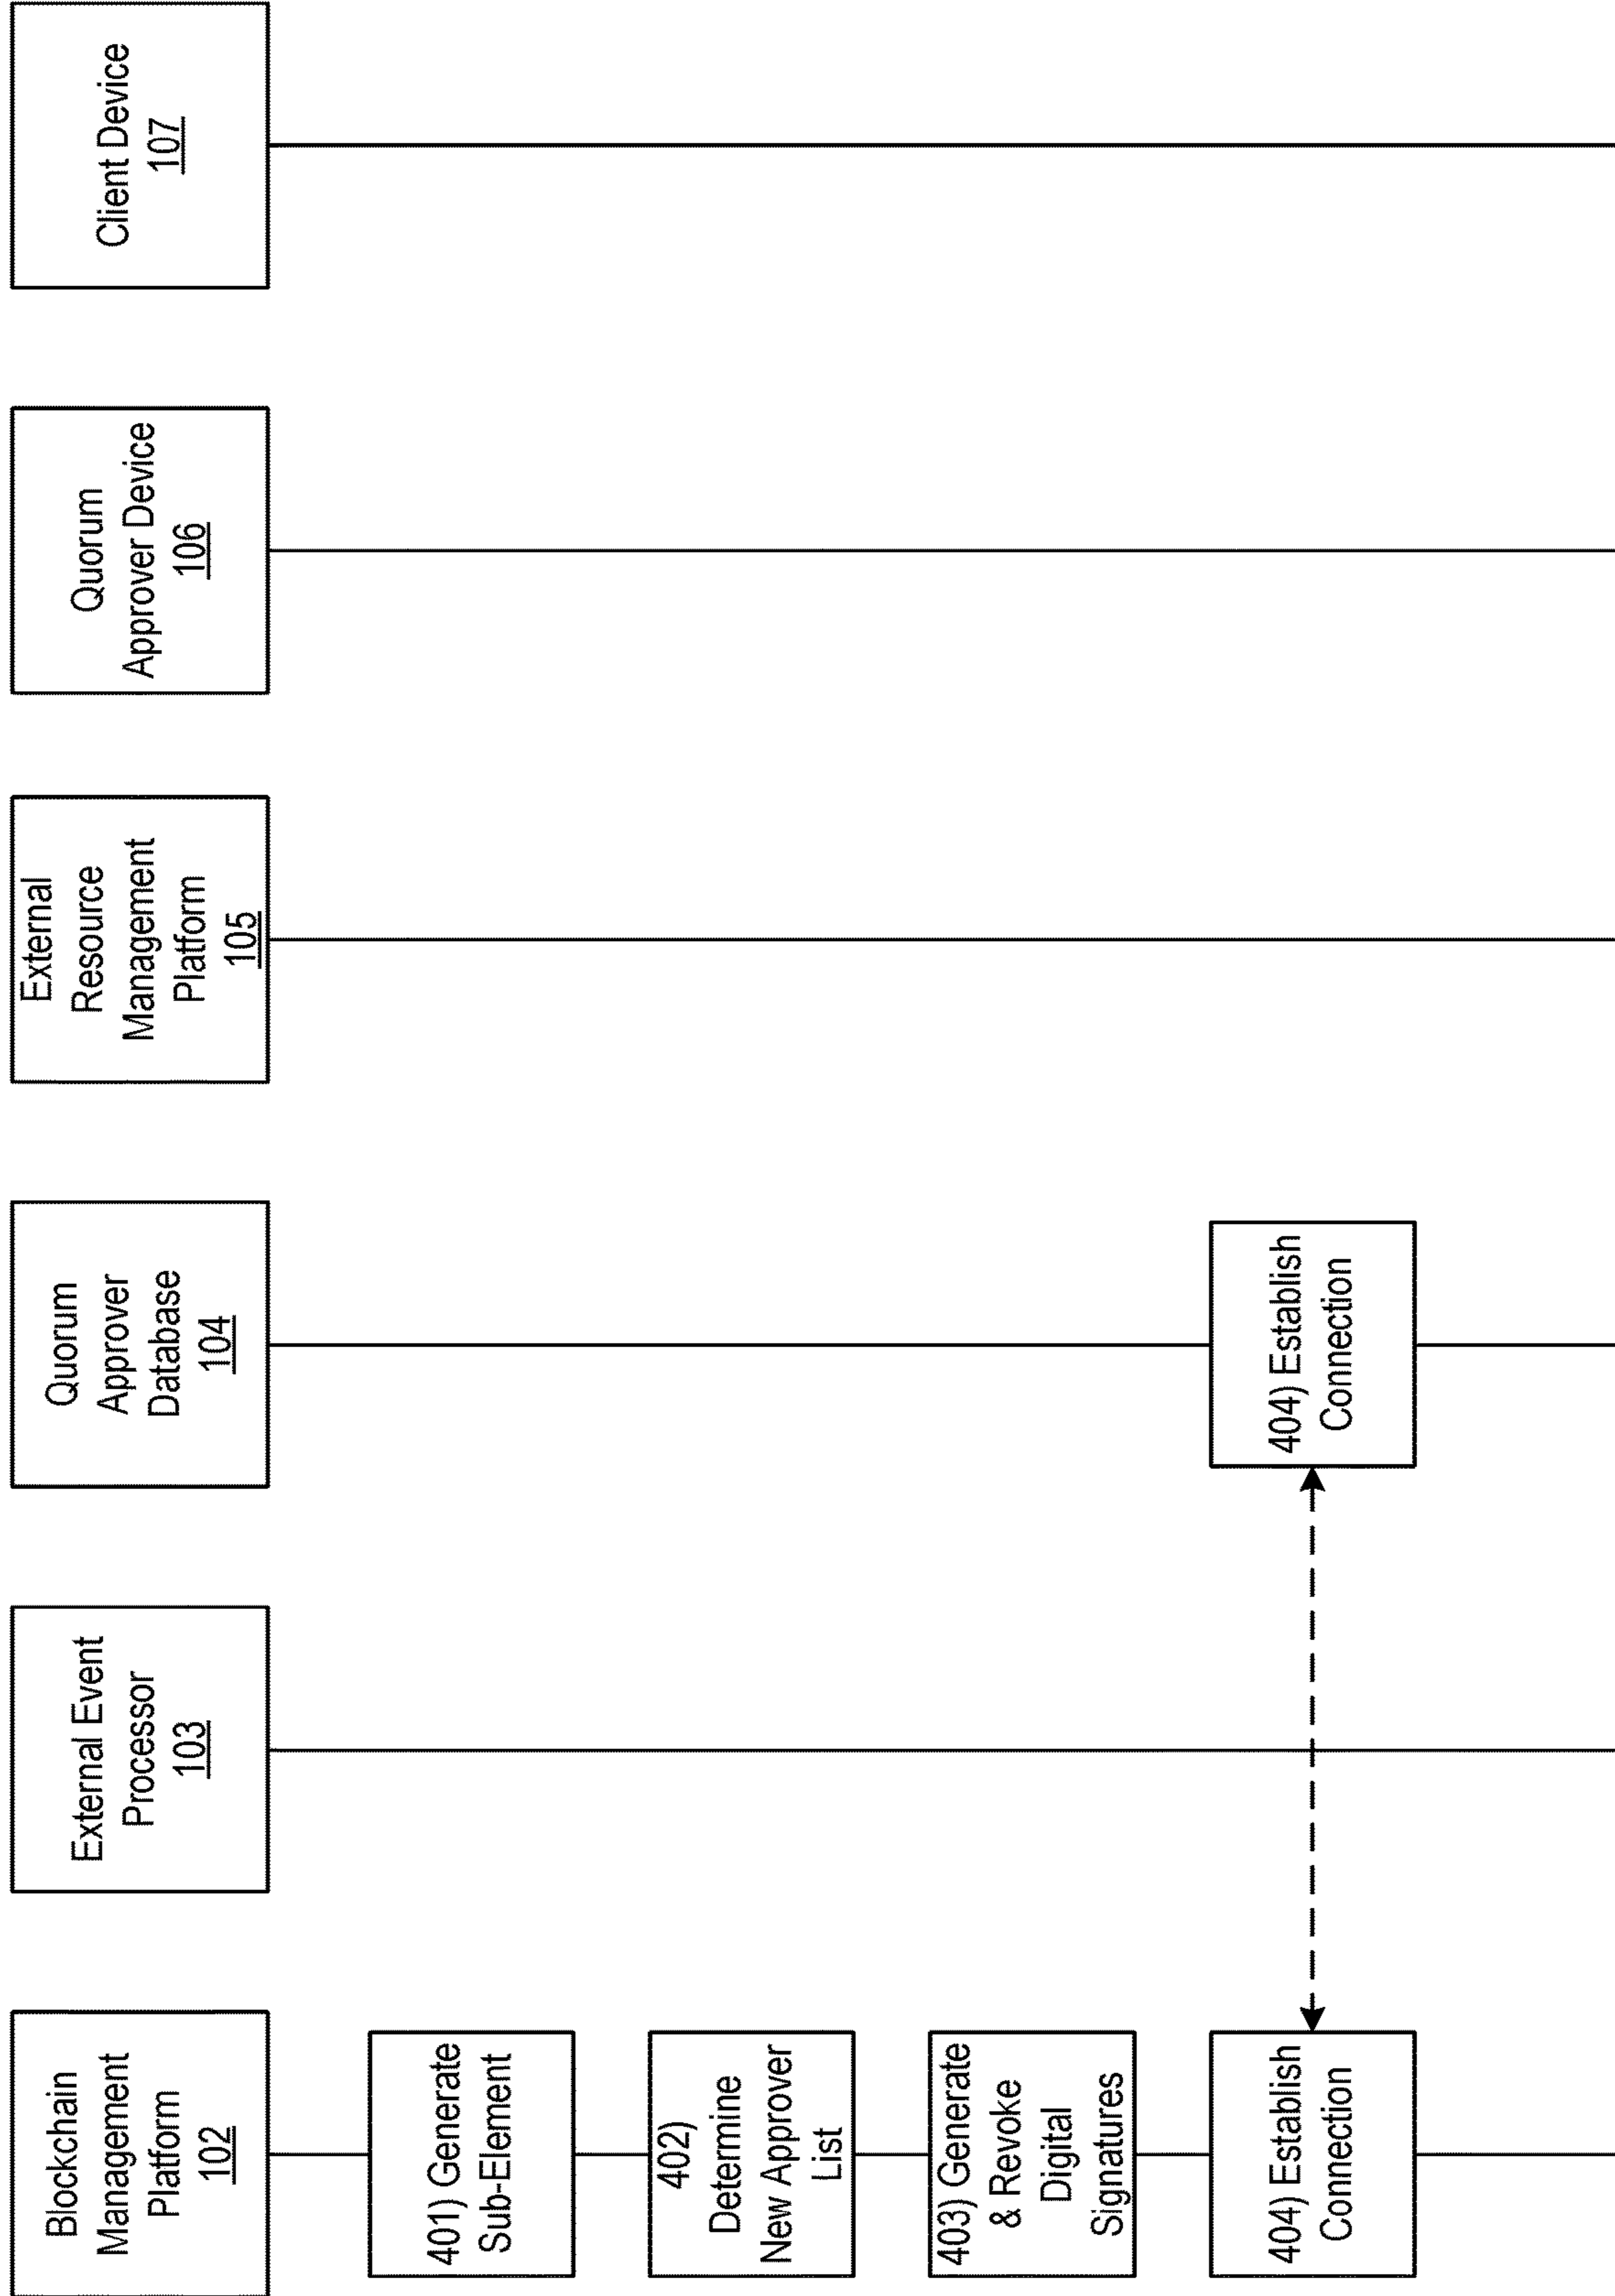 Blockchain
Management
Platform
102
External Event
Processor
103
Quorum
Approver
Database
104
External
Resource
Management
Platform
105
Quorum
Approver Device
106
Client Device
107
401) Generate
Sub-Element
402)
Determine
New Approver
List
403) Generate
& Revoke
Digital
Signatures
404) Establish
Connection
404) Establish
Connection